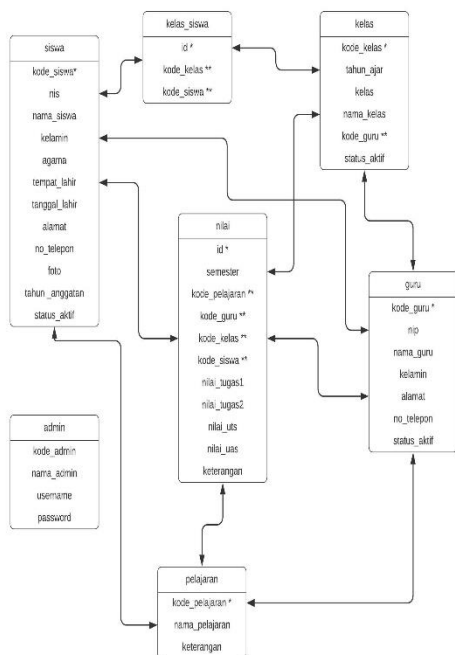 siswa
kode_siswa*
nis
nama_siswa
kelamin
agama
tempat_lahir
tanggal_lahir
alamat
no_telepon
foto
tahun _anggatan
status_aktif
kelas_siswa
id *
kode_kelas **
kode_siswa **
kelas
kode_kelas *
tahun_ajar
kelas
nama_kelas
kode_guru **
status_aktif
nilai
id *
semester
kode_pelajaran **
kode_guru **
kode_kelas **
kode_siswa **
nilai_tugas1
nilai_tugas2
nilai_uts
nilai_uas
keterangan
guru
kode_guru *
nip
nama_guru
kelamin
alamat
no_telepon
status_aktif
admin
kode_admin
nama_admin
username
password
pelajaran
kode_pelajaran *
nama_pelajaran
keterangan